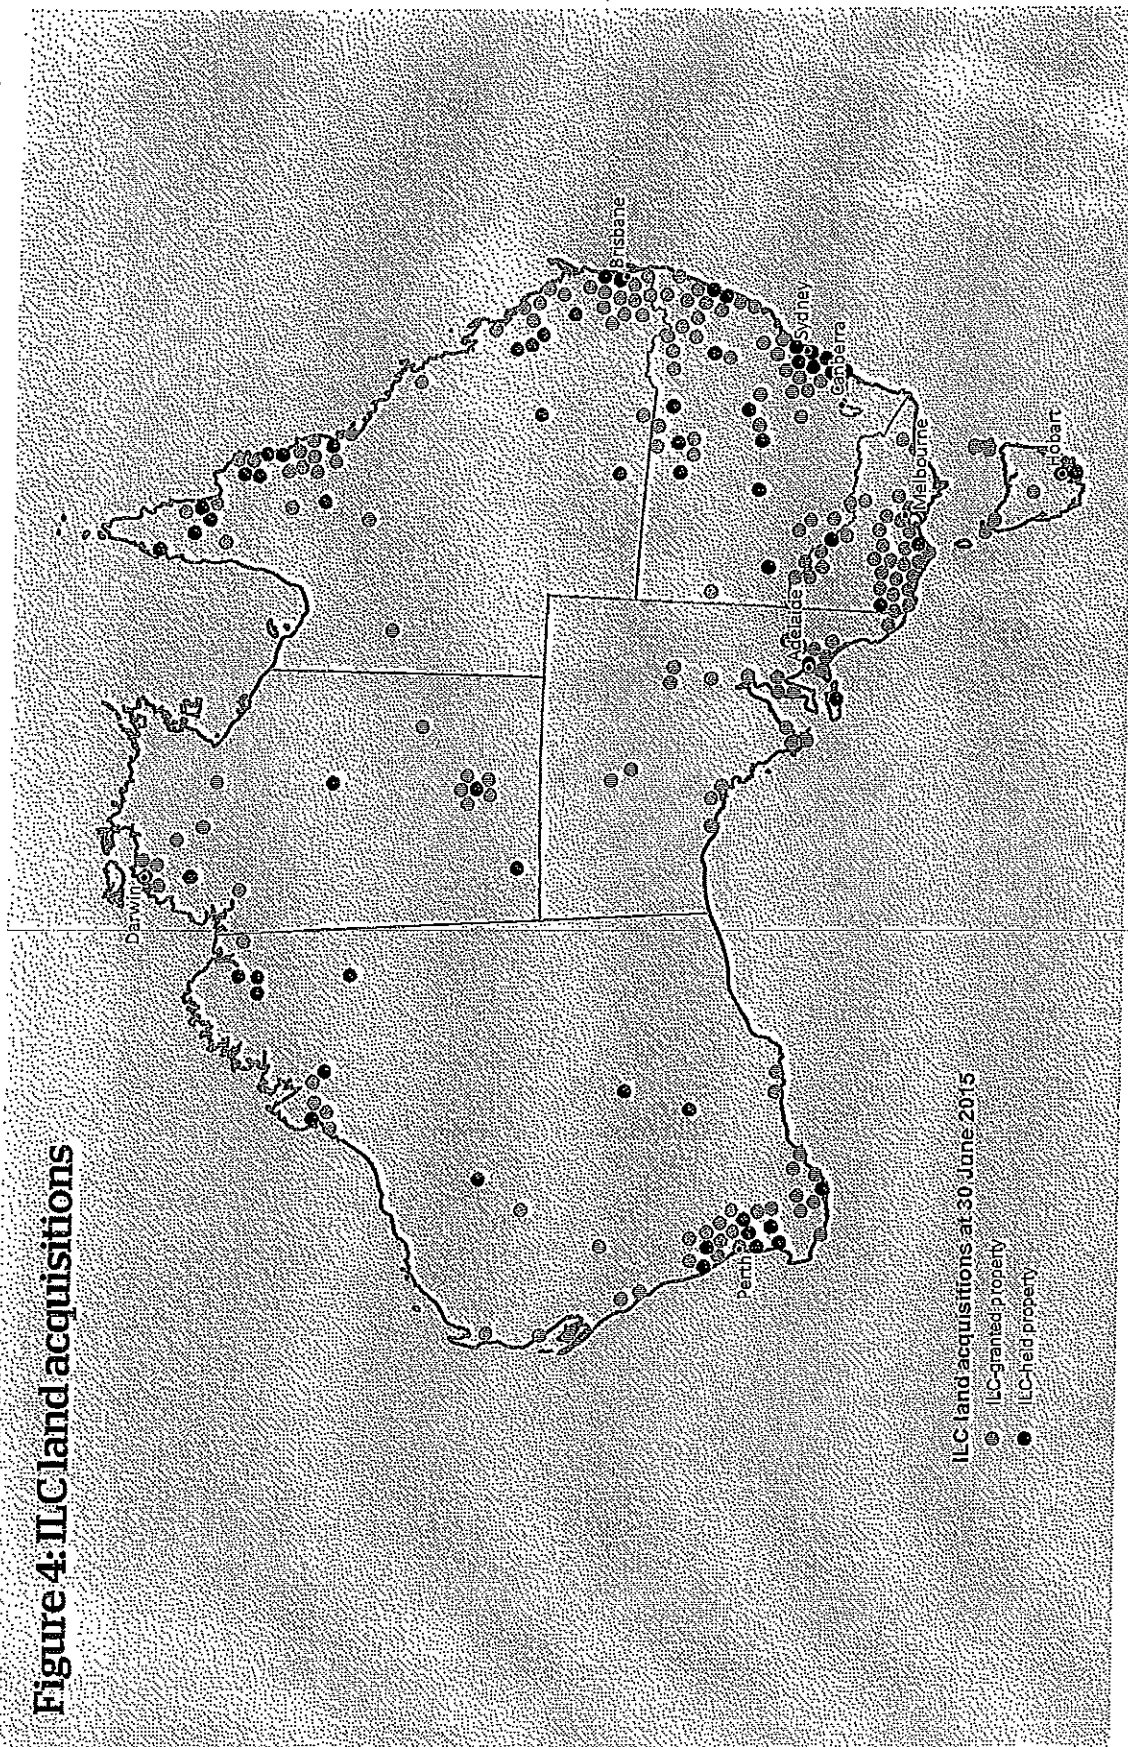 Figure 4: ILC land acquisitions
Darwin
Brisbane
Perth
Adelaide
Sydney
Canberra
Melbourne
Hobart
ILC land acquisitions at 30 June 2015
ILC-granted property
ILC-held property